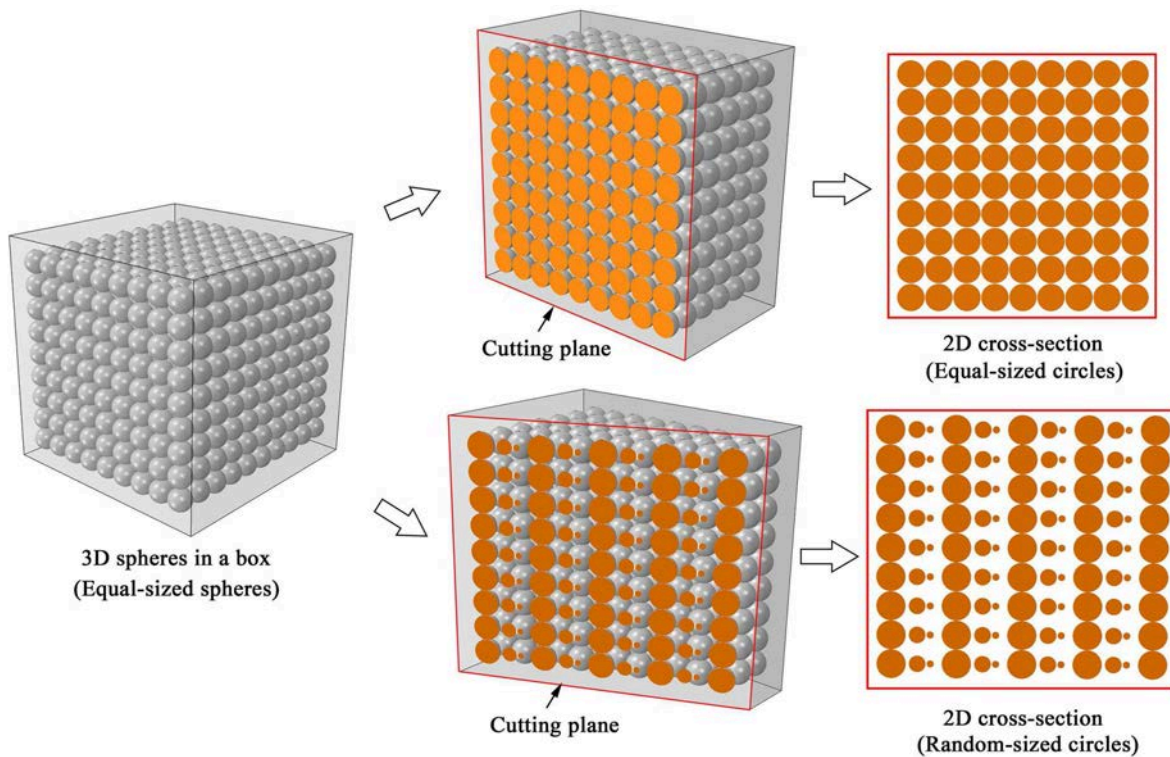 Cutting plane
2D cross-section
(Equal-sized circles)
3D spheres in a box
(Equal-sized spheres)
Cutting plane
2D cross-section
(Random-sized circles)